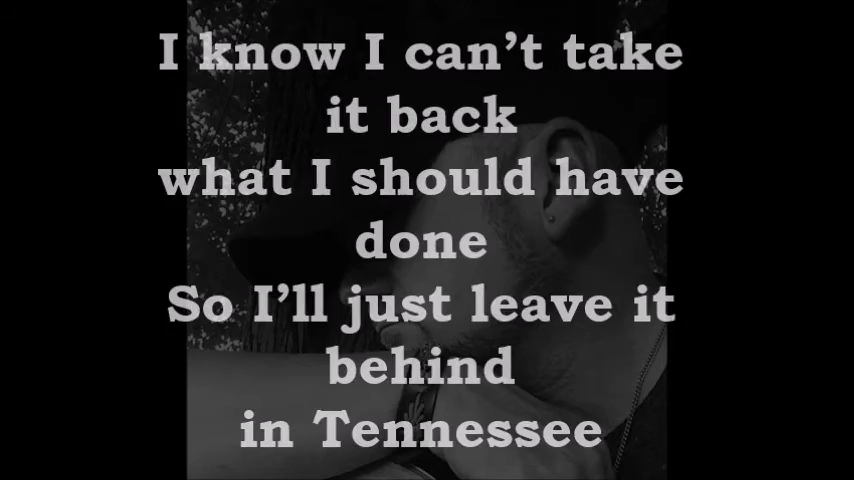 I know I can’t take
it back
what I should have
done
So I’ll just leave it
behind
in Tennessee